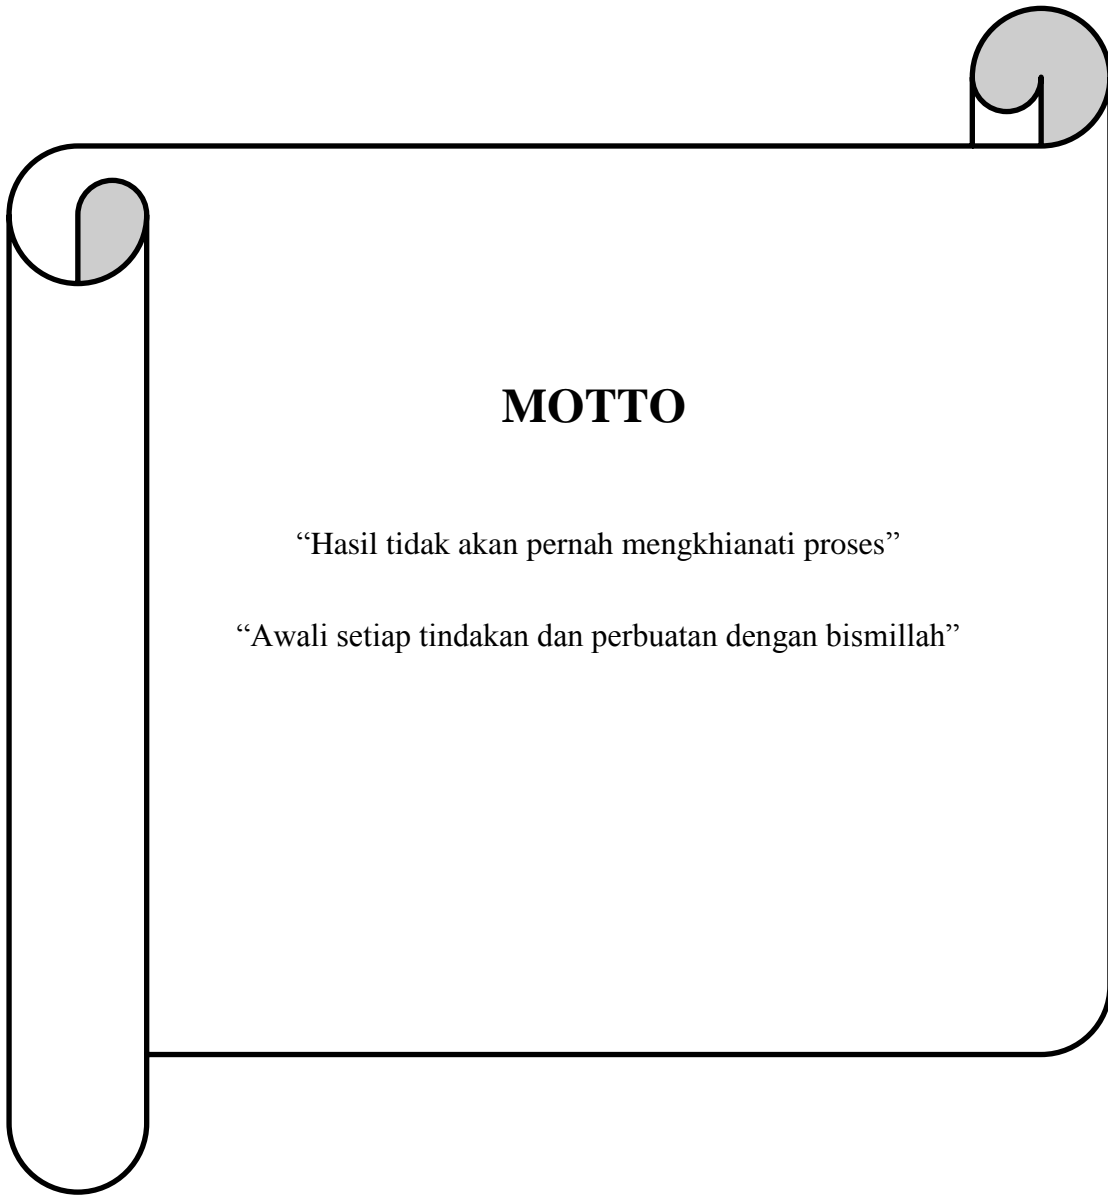 MOTTO
“Hasil tidak akan pernah mengkhianati proses”
“Awali setiap tindakan dan perbuatan dengan bismillah”